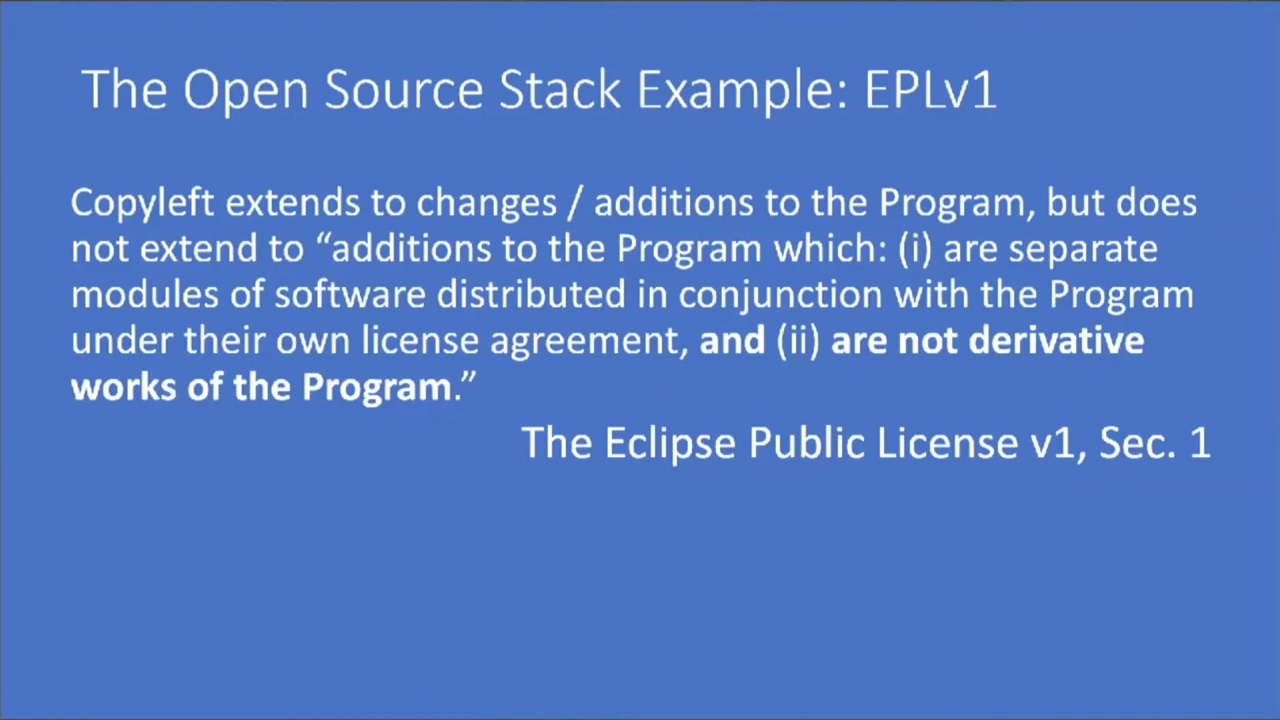 The Open Source Stack Example: EPLv1
Copyleft extends to changes / additions to the Program, but does
not extend to “additions to the Program which: (i) are separate
modules of software distributed in conjunction with the Program
under their own license agreement, and (ii) are not derivative
works of the Program.”
The Eclipse Public License v1, Sec. 1